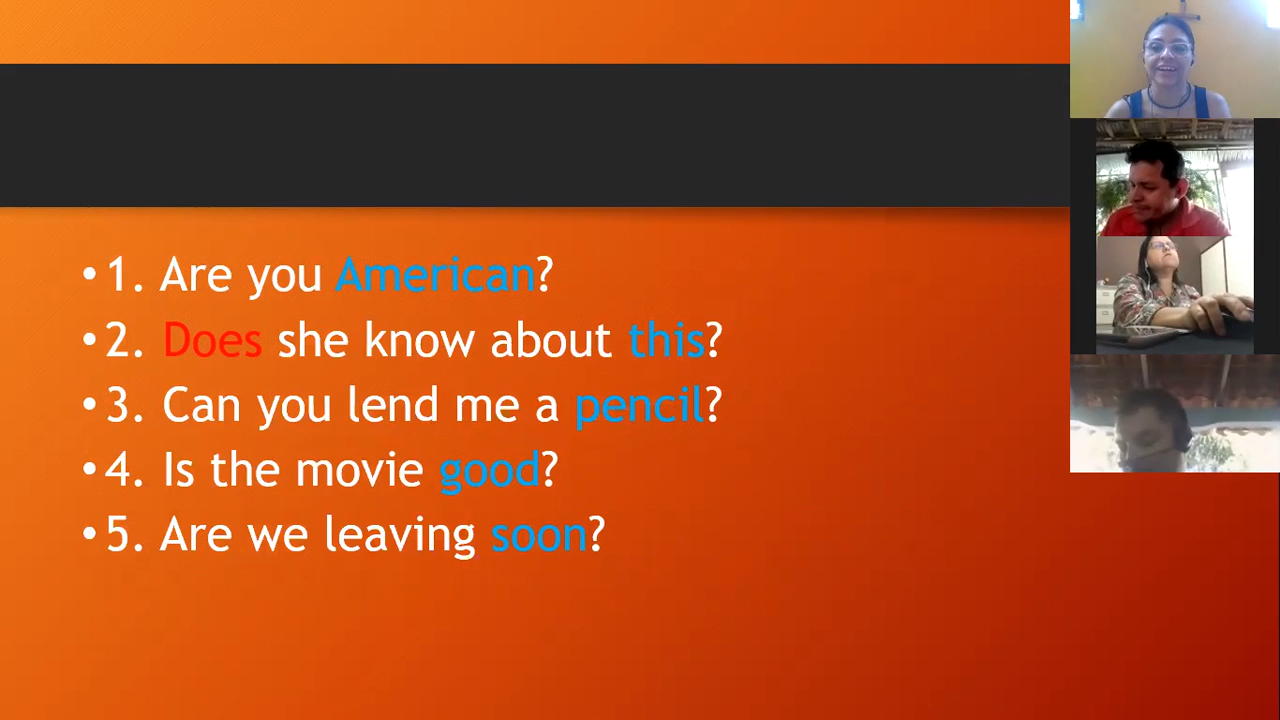 • 1. Are you American?
• 2. Does she know about this?
• 3. Can you lend me a pencil?
• 4. Is the movie good?
• 5. Are we leaving soon?